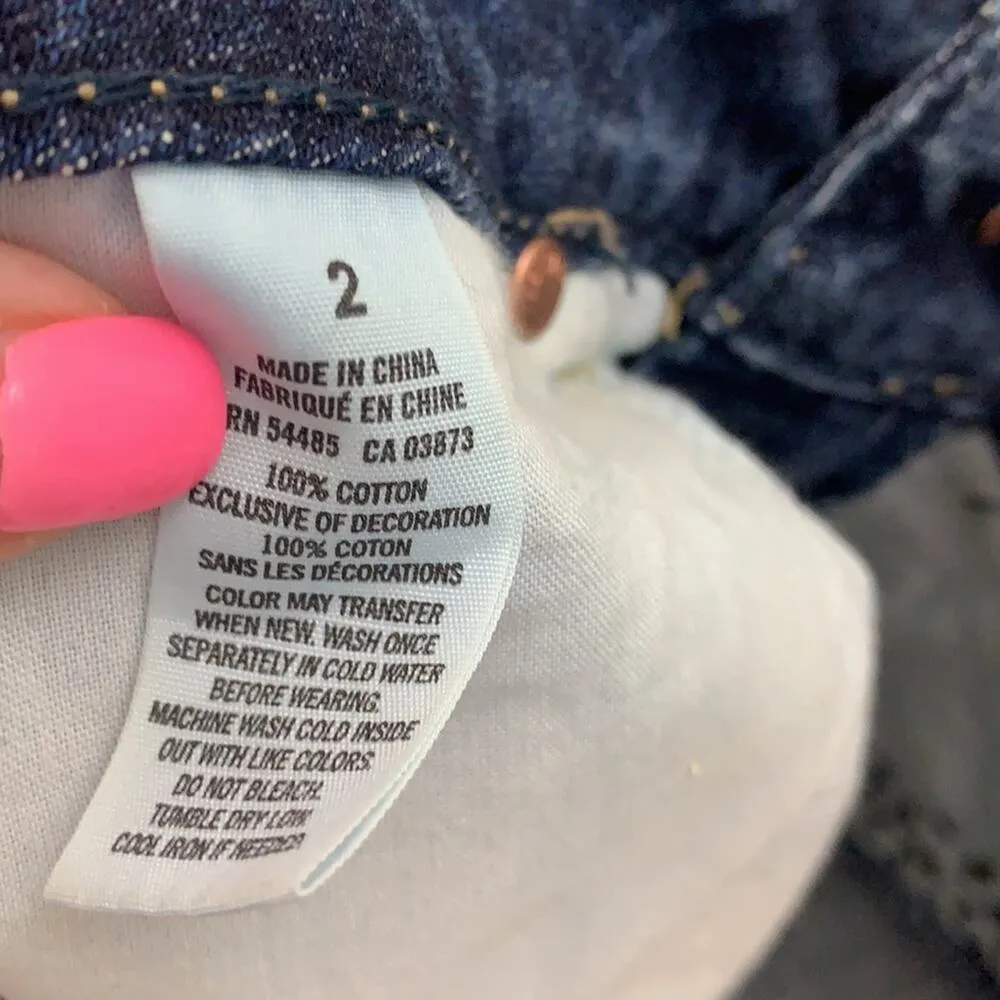 2
MADE IN CHINA
FABRIQUÉ EN CHINE
RN 54485 CA 03873
100% COTTON
EXCLUSIVE OF DECORATION
100% COTON
SANS LES DÉCORATIONS
COLOR MAY TRANSFER
WHEN NEW. WASH ONCE
SEPARATELY IN COLD WATER
BEFORE WEARING.
MACHINE WASH COLD INSIDE
OUT WITH LIKE COLORS.
DO NOT BLEACH.
TUMBLE DRY LOW.
COOL IRON IF NEEDED.